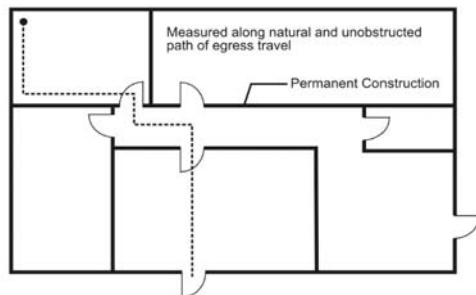 Measured along natural and unobstructed
path of egress travel
Permanent Construction